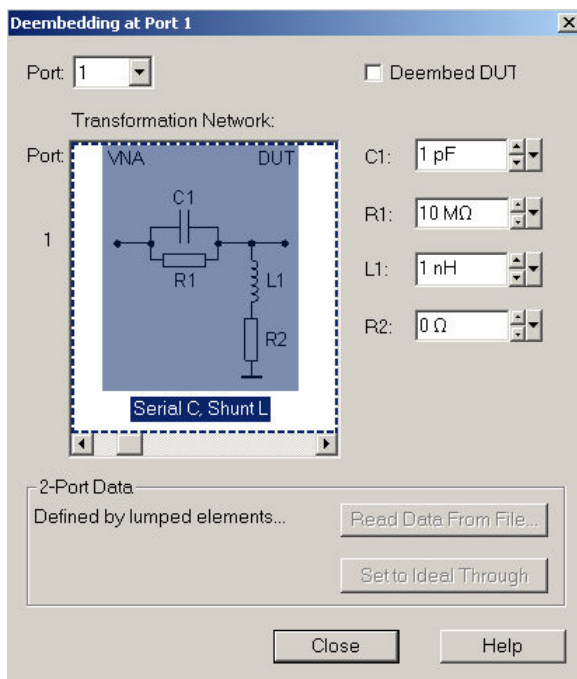 Deembedding at Port 1
Port: 1
Deembed DUT
Transformation Network:
Port:
1
VNA DUT
C1
R1
L1
R2
Serial C, Shunt L
C1: 1 pF
R1: 10 MΩ
L1: 1 nH
R2: 0 Ω
2-Port Data
Defined by lumped elements...
Read Data From File...
Set to Ideal Through
Close
Help